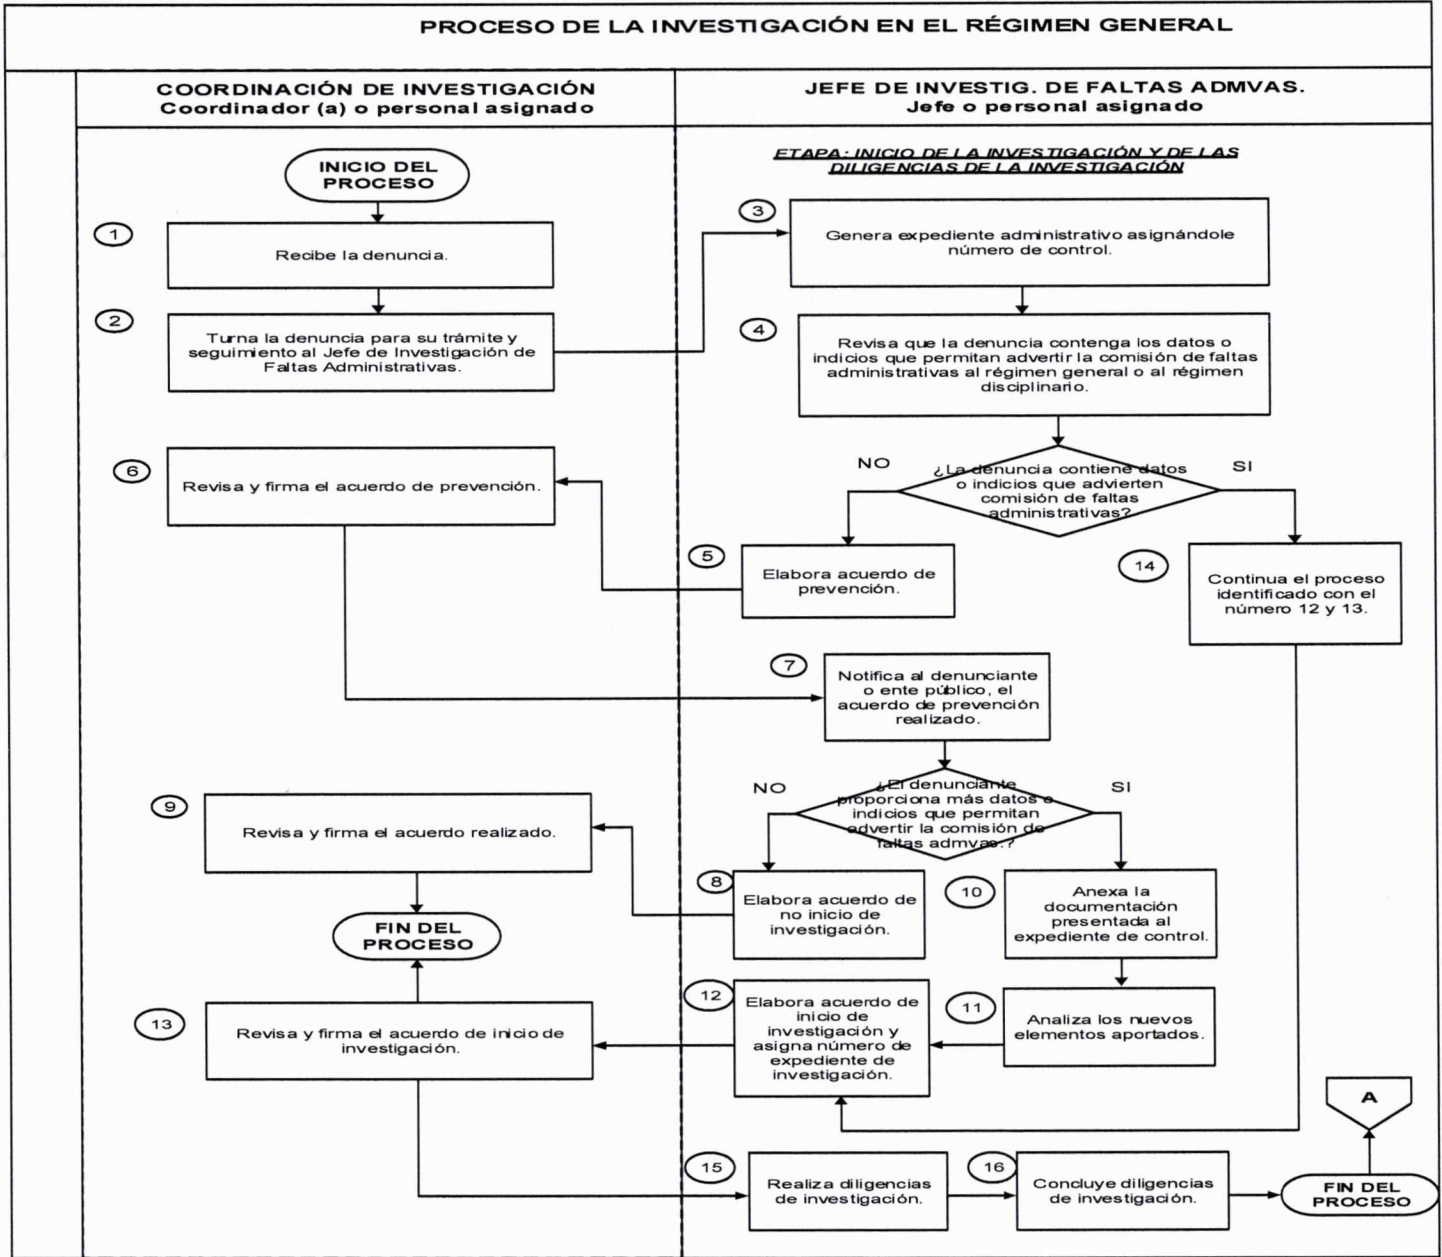 PROCESO DE LA INVESTIGACIÓN EN EL RÉGIMEN GENERAL
COORDINACIÓN DE INVESTIGACIÓN
Coordinador (a) o personal asignado
JEFE DE INVESTIG. DE FALTAS ADMVAS.
Jefe o personal asignado
ETAPA: INICIO DE LA INVESTIGACIÓN Y DE LAS
DILIGENCIAS DE LA INVESTIGACIÓN
INICIO DEL
PROCESO
1
Recibe la denuncia.
2
Turna la denuncia para su trámite y
seguimiento al Jefe de Investigación de
Faltas Administrativas.
3
Genera expediente administrativo asignándole
número de control.
4
Revisa que la denuncia contenga los datos o
indicios que permitan advertir la comisión de faltas
administrativas al régimen general o al régimen
disciplinario.
NO
¿La denuncia contiene datos
o indicios que advierten
comisión de faltas
administrativas?
SI
5
Elabora acuerdo de
prevención.
6
Revisa y firma el acuerdo de prevención.
14
Continua el proceso
identificado con el
número 12 y 13.
7
Notifica al denunciante
o ente público, el
acuerdo de prevención
realizado.
NO
¿El denunciante
proporciona más datos o
indicios que permitan
advertir la comisión de
faltas admvas.?
SI
8
Elabora acuerdo de
no inicio de
investigación.
9
Revisa y firma el acuerdo realizado.
FIN DEL
PROCESO
10
Anexa la
documentación
presentada al
expediente de control.
11
Analiza los nuevos
elementos aportados.
12
Elabora acuerdo de
inicio de
investigación y
asigna número de
expediente de
investigación.
13
Revisa y firma el acuerdo de inicio de
investigación.
15
Realiza diligencias
de investigación.
16
Concluye diligencias
de investigación.
FIN DEL
PROCESO
A